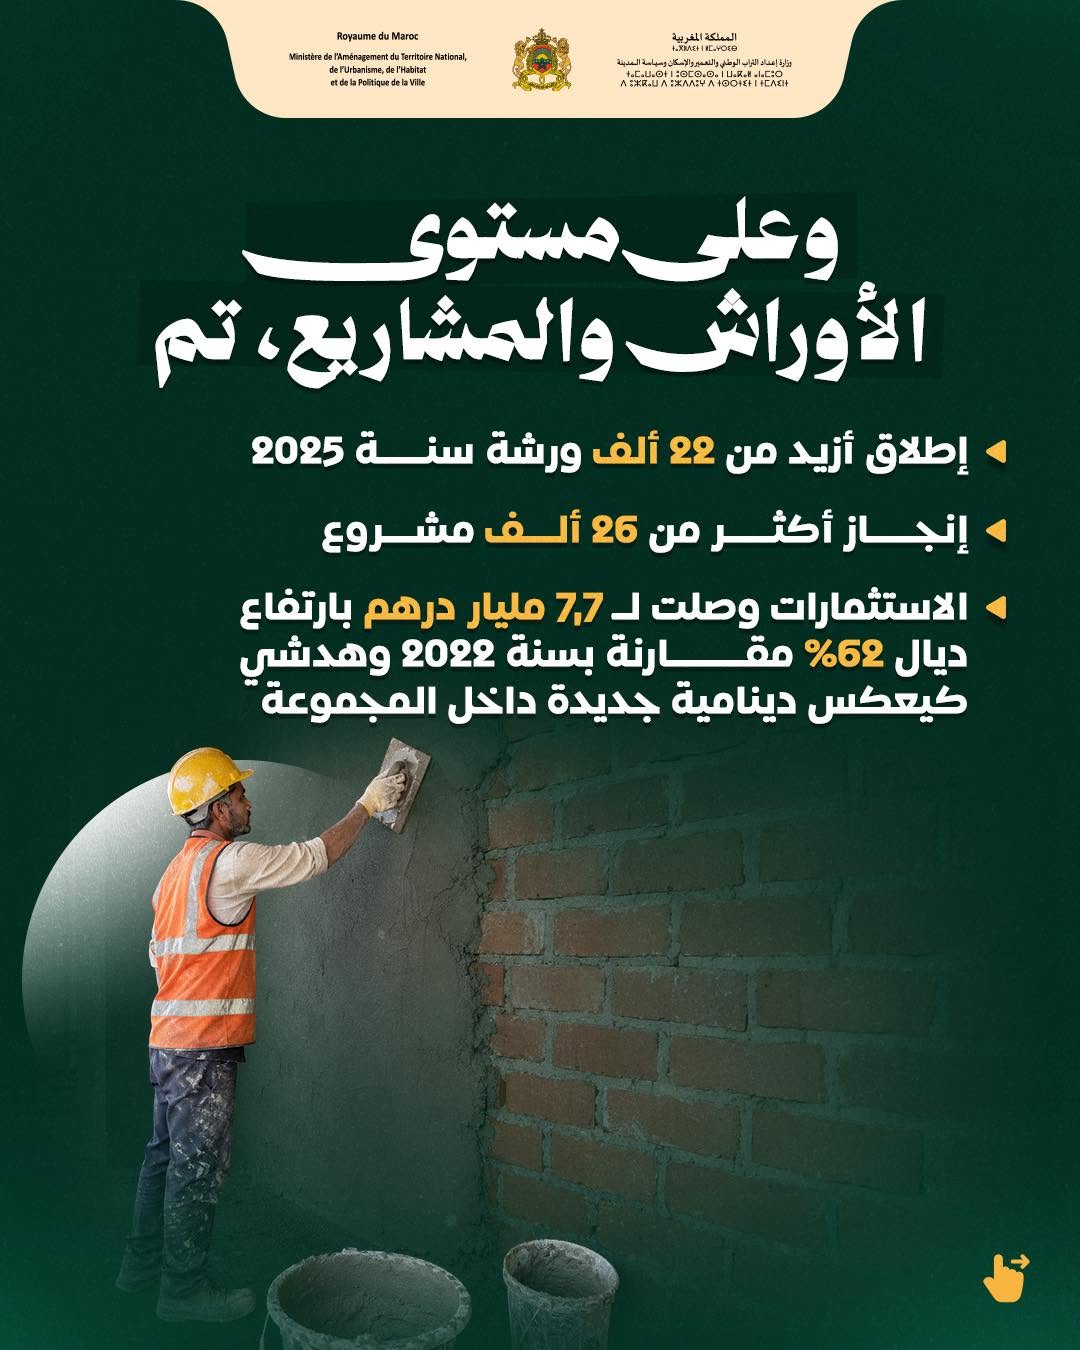 Royaume du Maroc
Ministère de l'Aménagement du Territoire National,
de l'Urbanisme, de l'Habitat
et de la Politique de la Ville
المملكة المغربية
ⵜⴰⴳⵍⴷⵉⵜ ⵏ ⵍⵎⵖⵔⵉⴱ
وزارة إعداد التراب الوطني والتعمير والإسكان وسياسة المدينة
وعلى مستوى
الأوراش والمشاريع، تم
إطلاق أزيد من 22 ألف ورشة سنة 2025
إنجاز أكثر من 26 ألف مشروع
الاستثمارات وصلت لـ 7,7 مليار درهم بارتفاع
ديال 62% مقارنة بسنة 2022 وهدشي
كيعكس دينامية جديدة داخل المجموعة